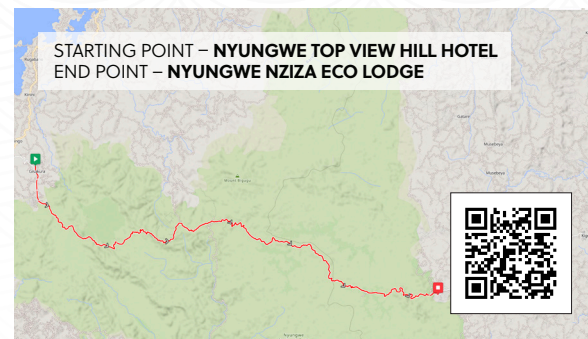 STARTING POINT – NYUNGWE TOP VIEW HILL HOTEL
END POINT – NYUNGWE NZIZA ECO LODGE